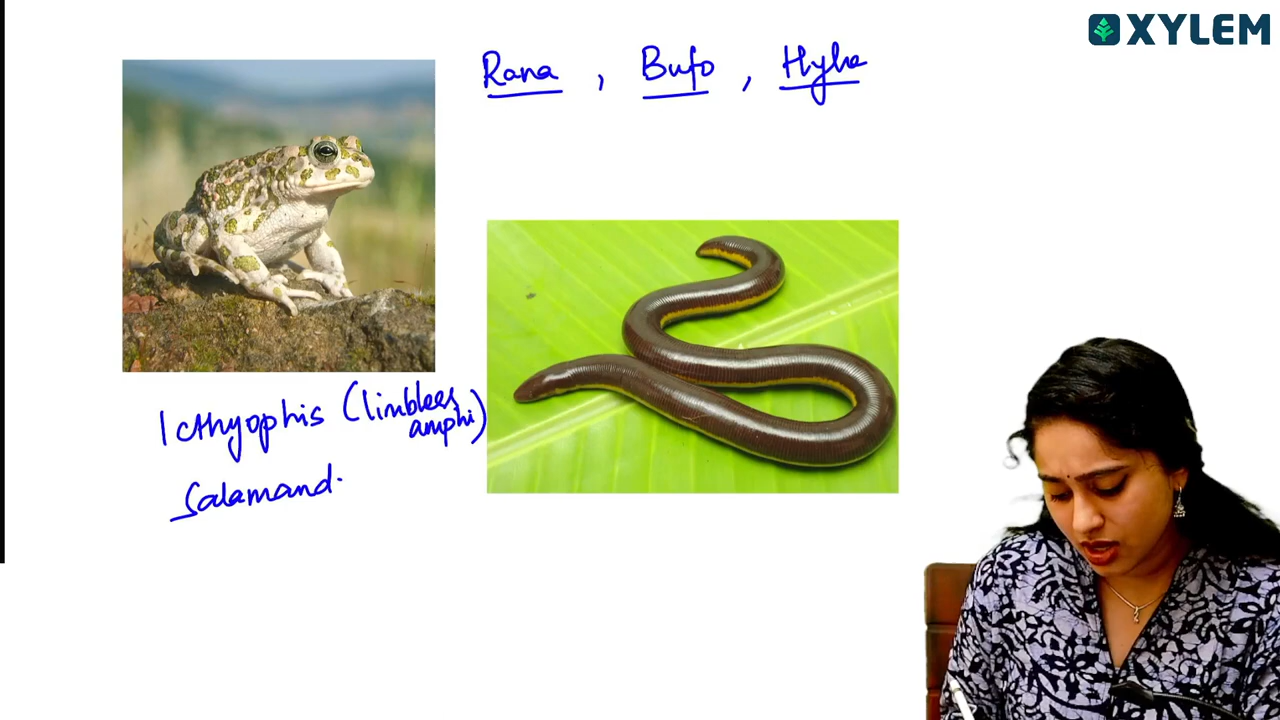 XYLEM
Rana , Bufo , Hyla
Icthyophis (limbless
amphi)
Salamand.